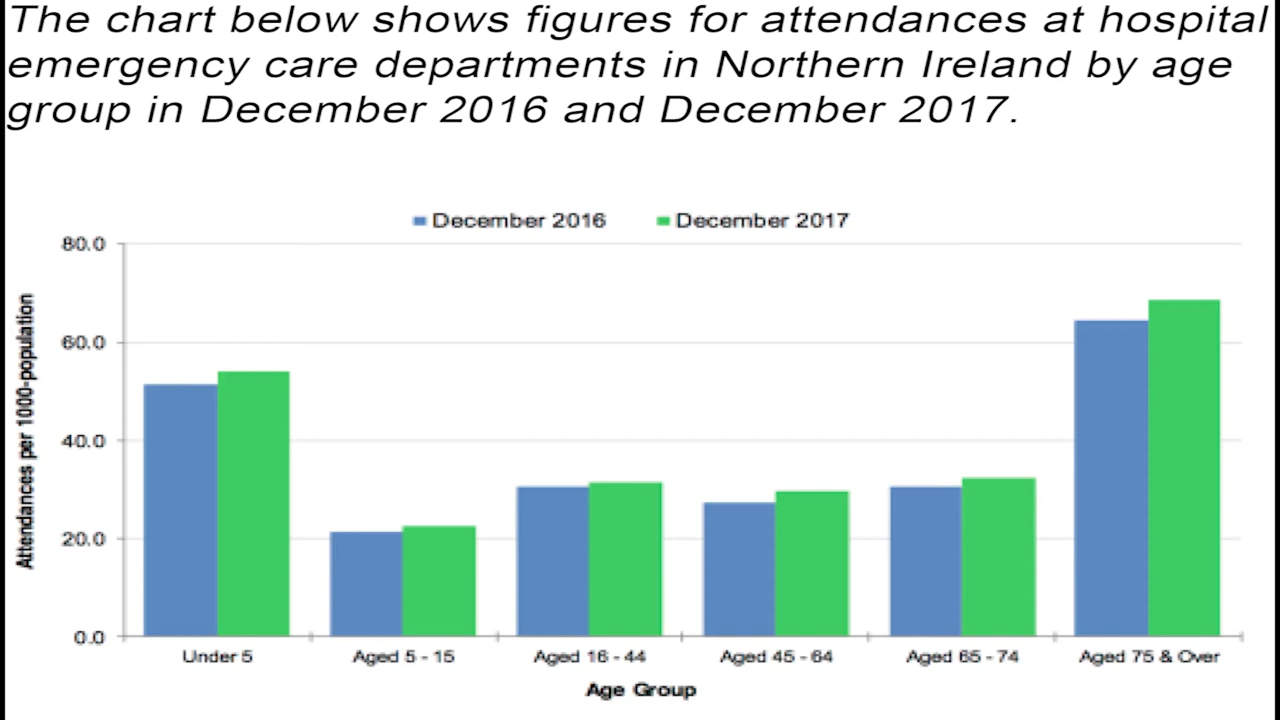 The chart below shows figures for attendances at hospital
emergency care departments in Northern Ireland by age
group in December 2016 and December 2017.
December 2016 December 2017
80.0
60.0
40.0
20.0
0.0
Attendances per 1000-population
Under 5 Aged 5 - 15 Aged 16 - 44 Aged 45 - 64 Aged 65 - 74 Aged 75 & Over
Age Group